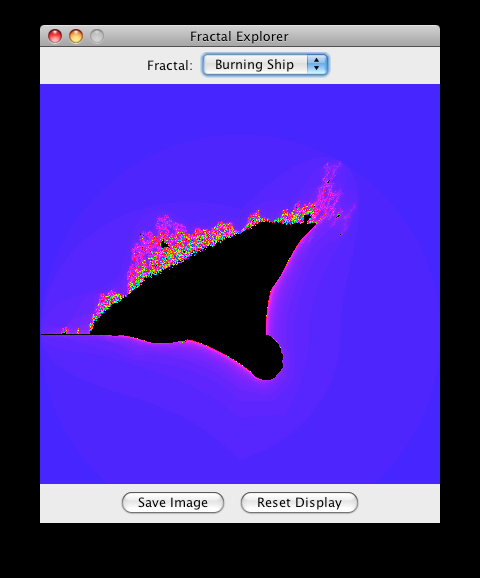 Fractal Explorer
Fractal: Burning Ship
Save Image Reset Display